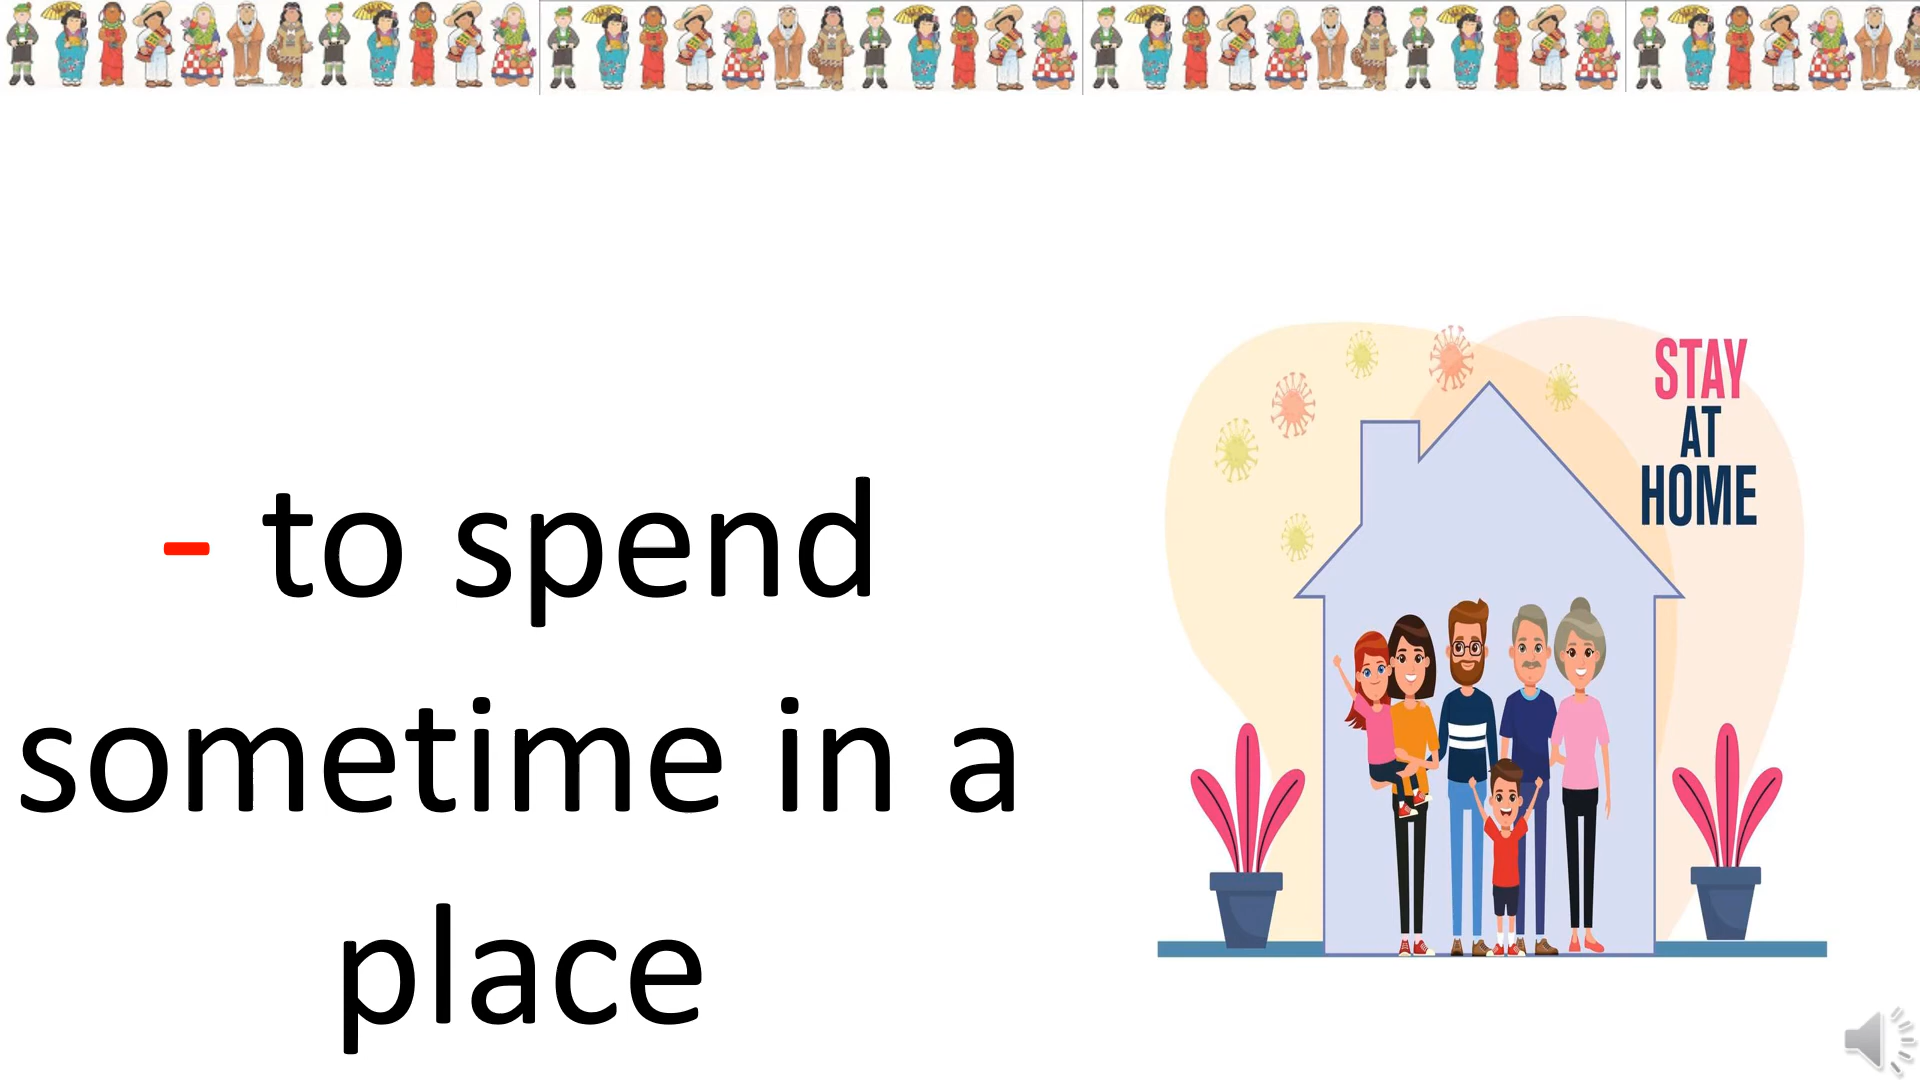 - to spend
sometime in a
place
STAY
AT
HOME